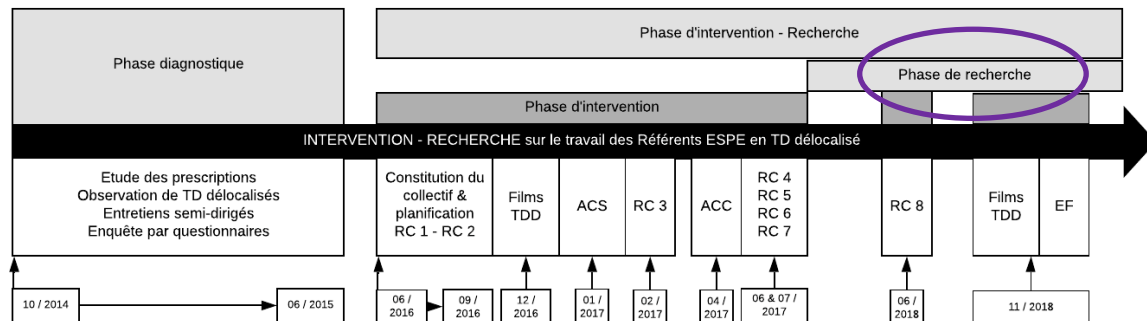 Phase diagnostique
Phase d'intervention - Recherche
Phase de recherche
Phase d'intervention
INTERVENTION - RECHERCHE sur le travail des Référents ESPE en TD délocalisé
Etude des prescriptions
Observation de TD délocalisés
Entretiens semi-dirigés
Enquête par questionnaires
Constitution du
collectif &
planification
RC 1 - RC 2
Films
TDD
ACS
RC 3
ACC
RC 4
RC 5
RC 6
RC 7
RC 8
Films
TDD
EF
10 / 2014
06 / 2015
06 /
2016
09 /
2016
12 /
2016
01 /
2017
02 /
2017
04 /
2017
06 & 07 /
2017
06 /
2018
11 / 2018